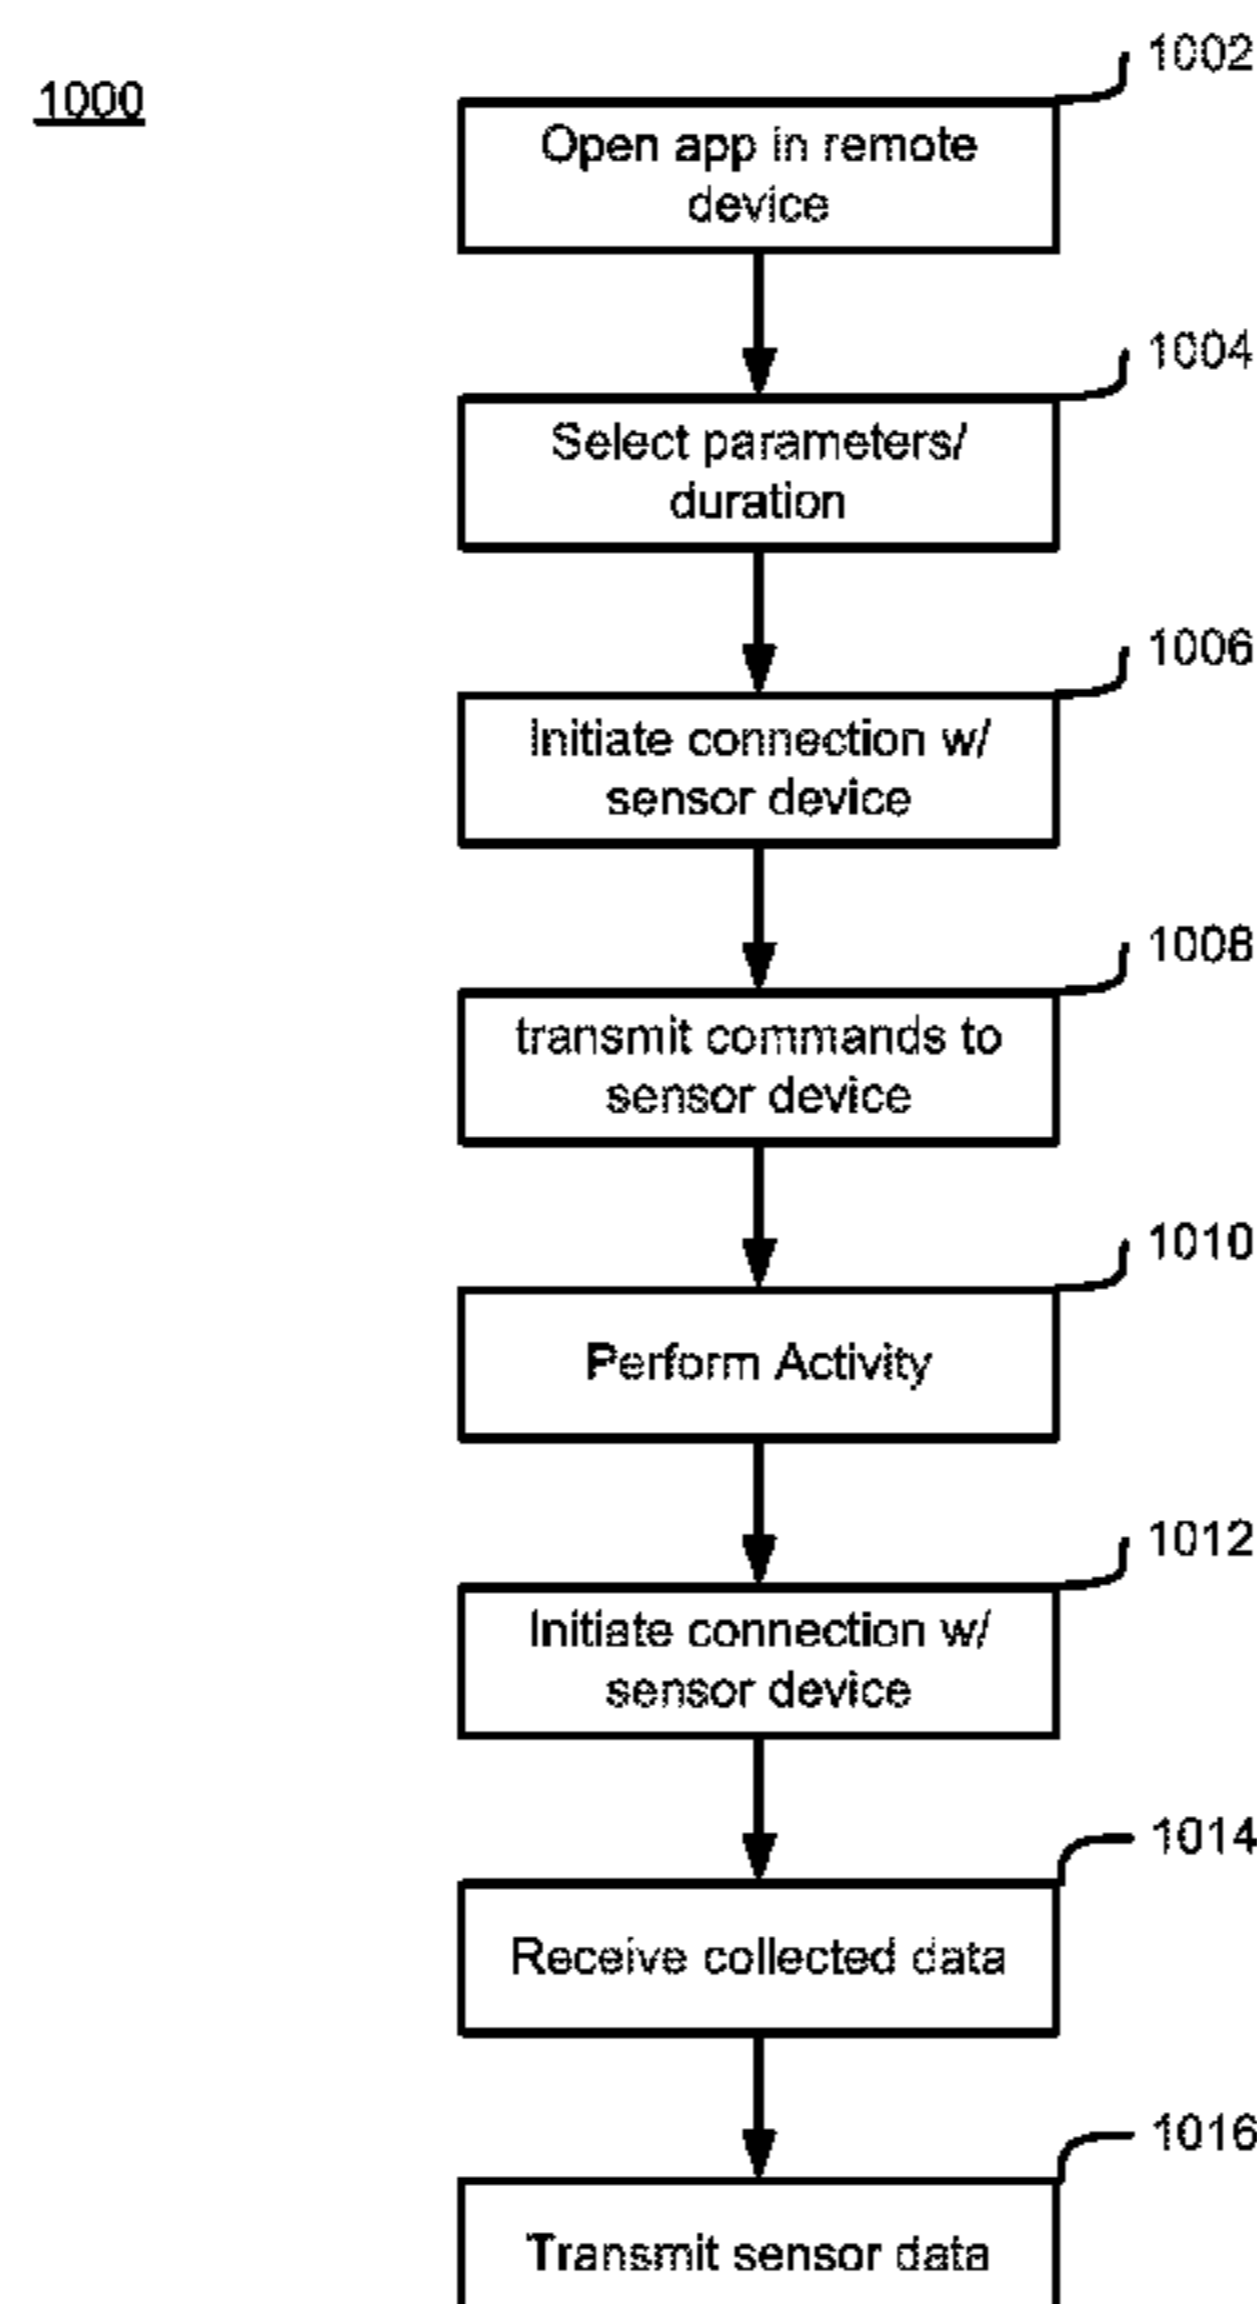 1000
1002
Open app in remote
device
1004
Select parameters/
duration
1006
Initiate connection w/
sensor device
1008
transmit commands to
sensor device
1010
Perform Activity
1012
Initiate connection w/
sensor device
1014
Receive collected data
1016
Transmit sensor data